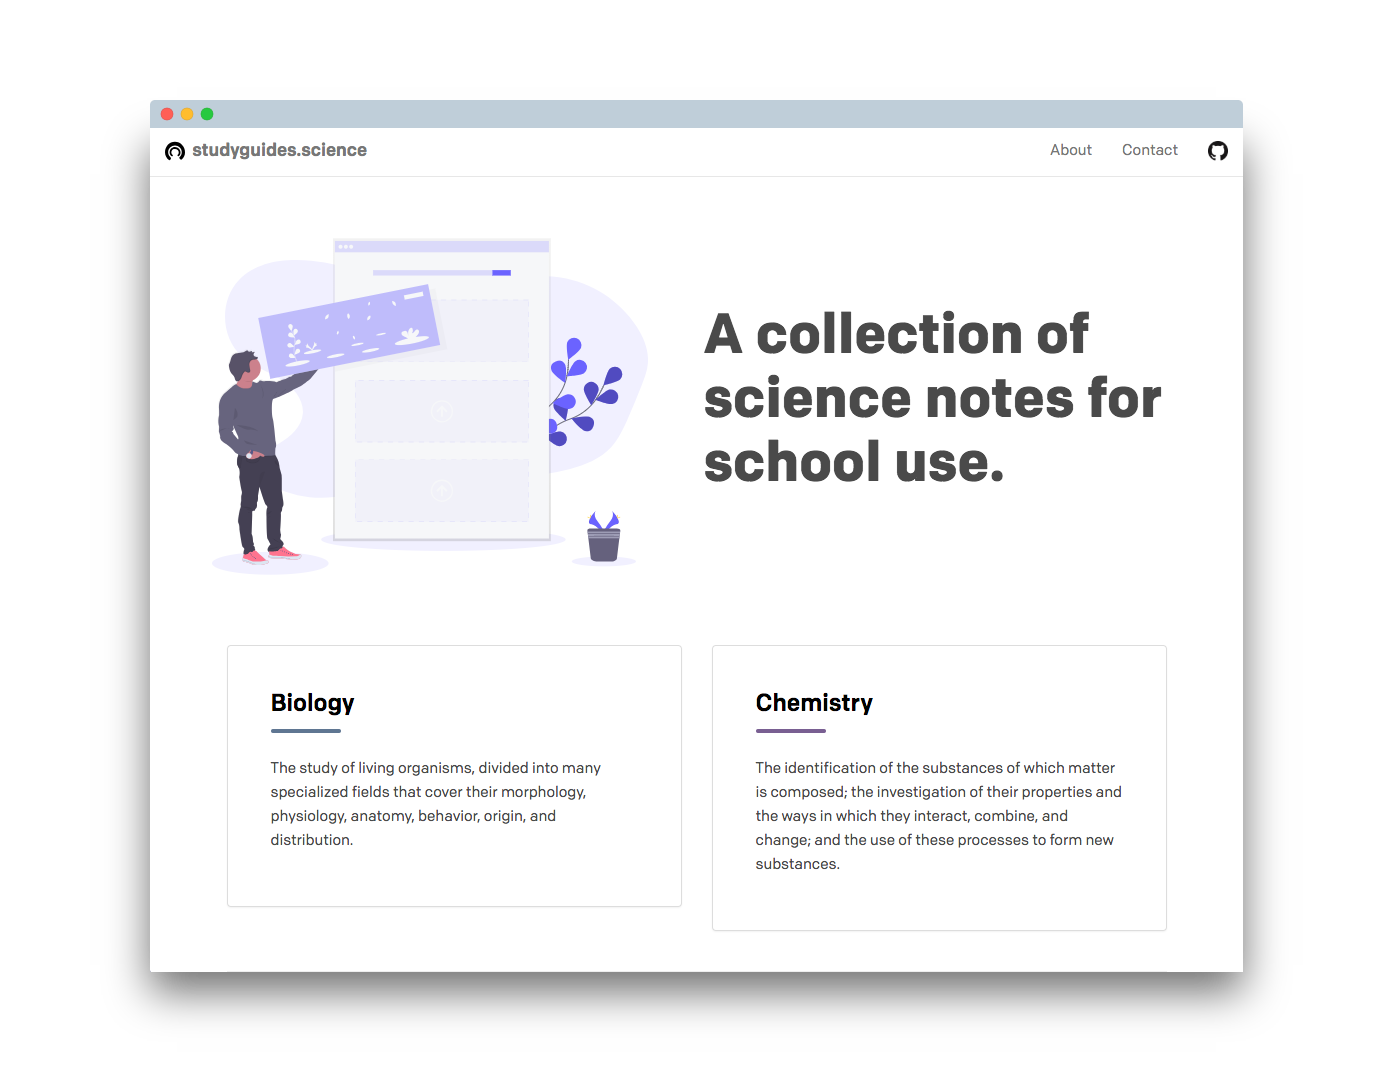 studyguides.science
About
Contact
A collection of
science notes for
school use.
Biology
The study of living organisms, divided into many
specialized fields that cover their morphology,
physiology, anatomy, behavior, origin, and
distribution.
Chemistry
The identification of the substances of which matter
is composed; the investigation of their properties and
the ways in which they interact, combine, and
change; and the use of these processes to form new
substances.